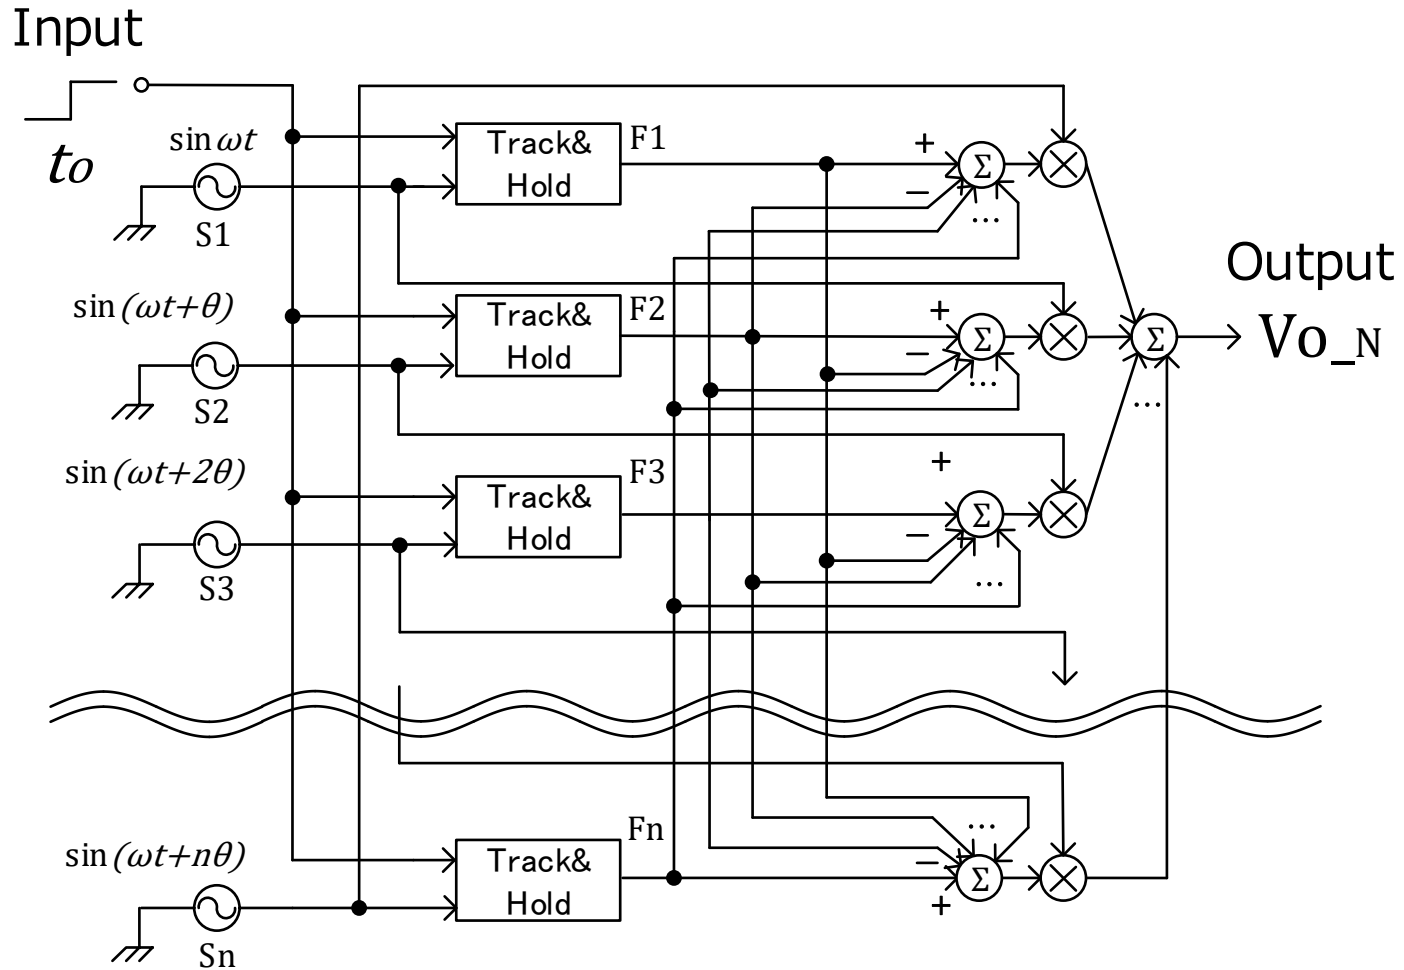 Input
to
sin ωt
S1
Track&
Hold
F1
+
−
Σ
...
sin(ωt+θ)
S2
Track&
Hold
F2
+
−
Σ
...
Output
Vo_N
Σ
...
sin(ωt+2θ)
S3
Track&
Hold
F3
+
−
Σ
...
sin(ωt+nθ)
Sn
Track&
Hold
Fn
...
−
+
Σ